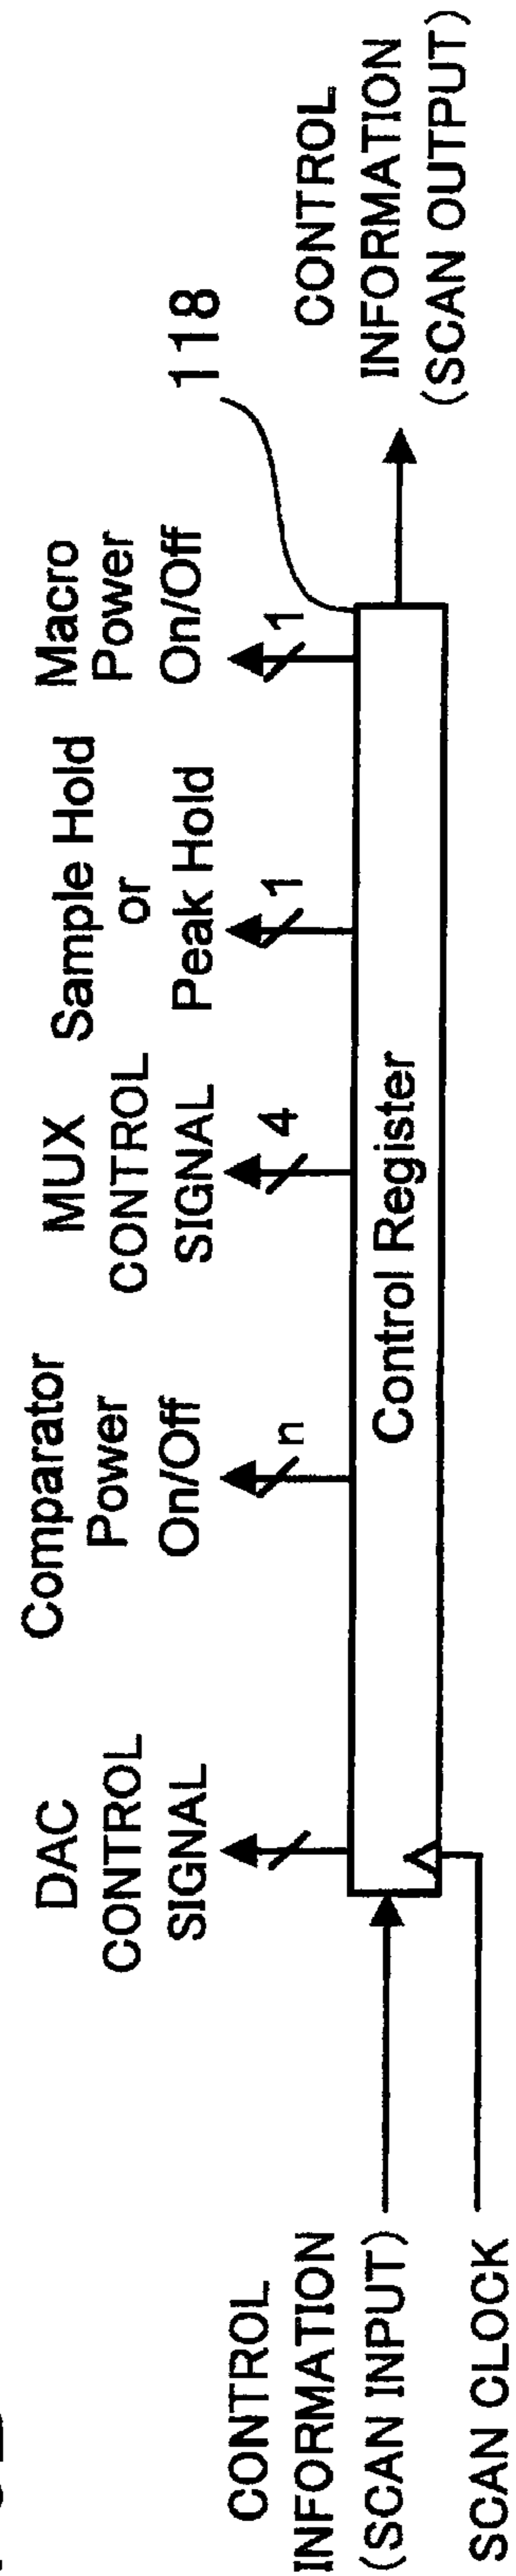 CONTROL
INFORMATION
(SCAN INPUT)
SCAN CLOCK
DAC
CONTROL
SIGNAL
Comparator
Power
On/Off
n
MUX
CONTROL
SIGNAL
4
Sample Hold
or
Peak Hold
1
Macro
Power
On/Off
1
118
Control Register
CONTROL
INFORMATION
(SCAN OUTPUT)